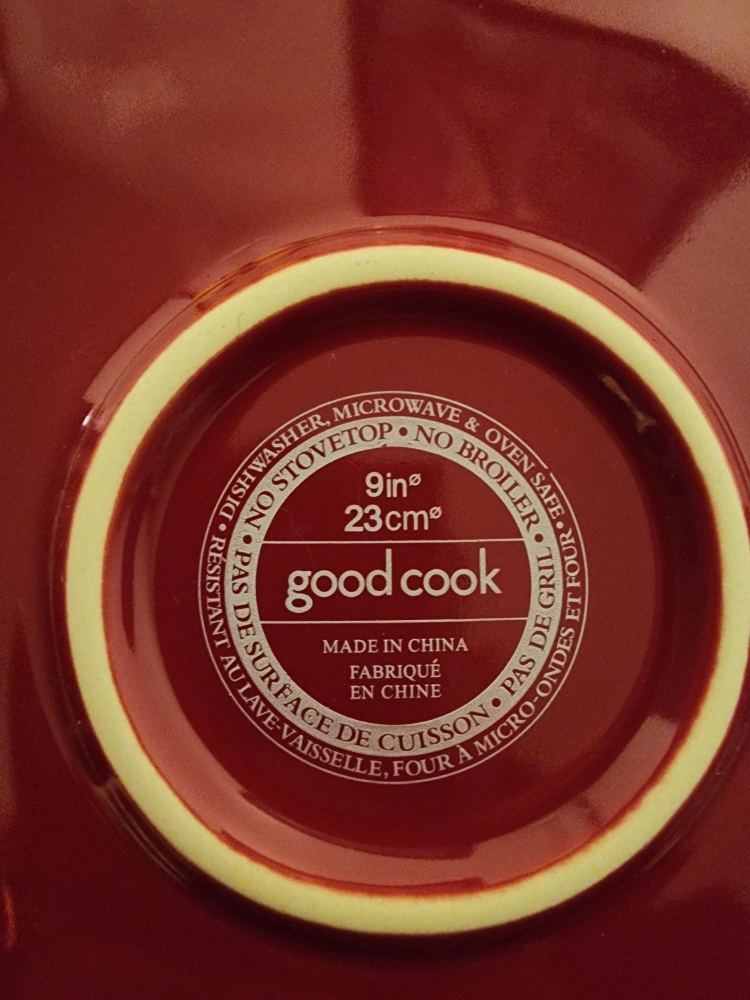 DISHWASHER, MICROWAVE & OVEN SAFE •
RÉSISTANT AU LAVE-VAISSELLE, FOUR À MICRO-ONDES ET FOUR •
NO STOVETOP • NO BROILER •
PAS DE SURFACE DE CUISSON • PAS DE GRIL •
9in⌀
23cm⌀
good cook
MADE IN CHINA
FABRIQUÉ
EN CHINE